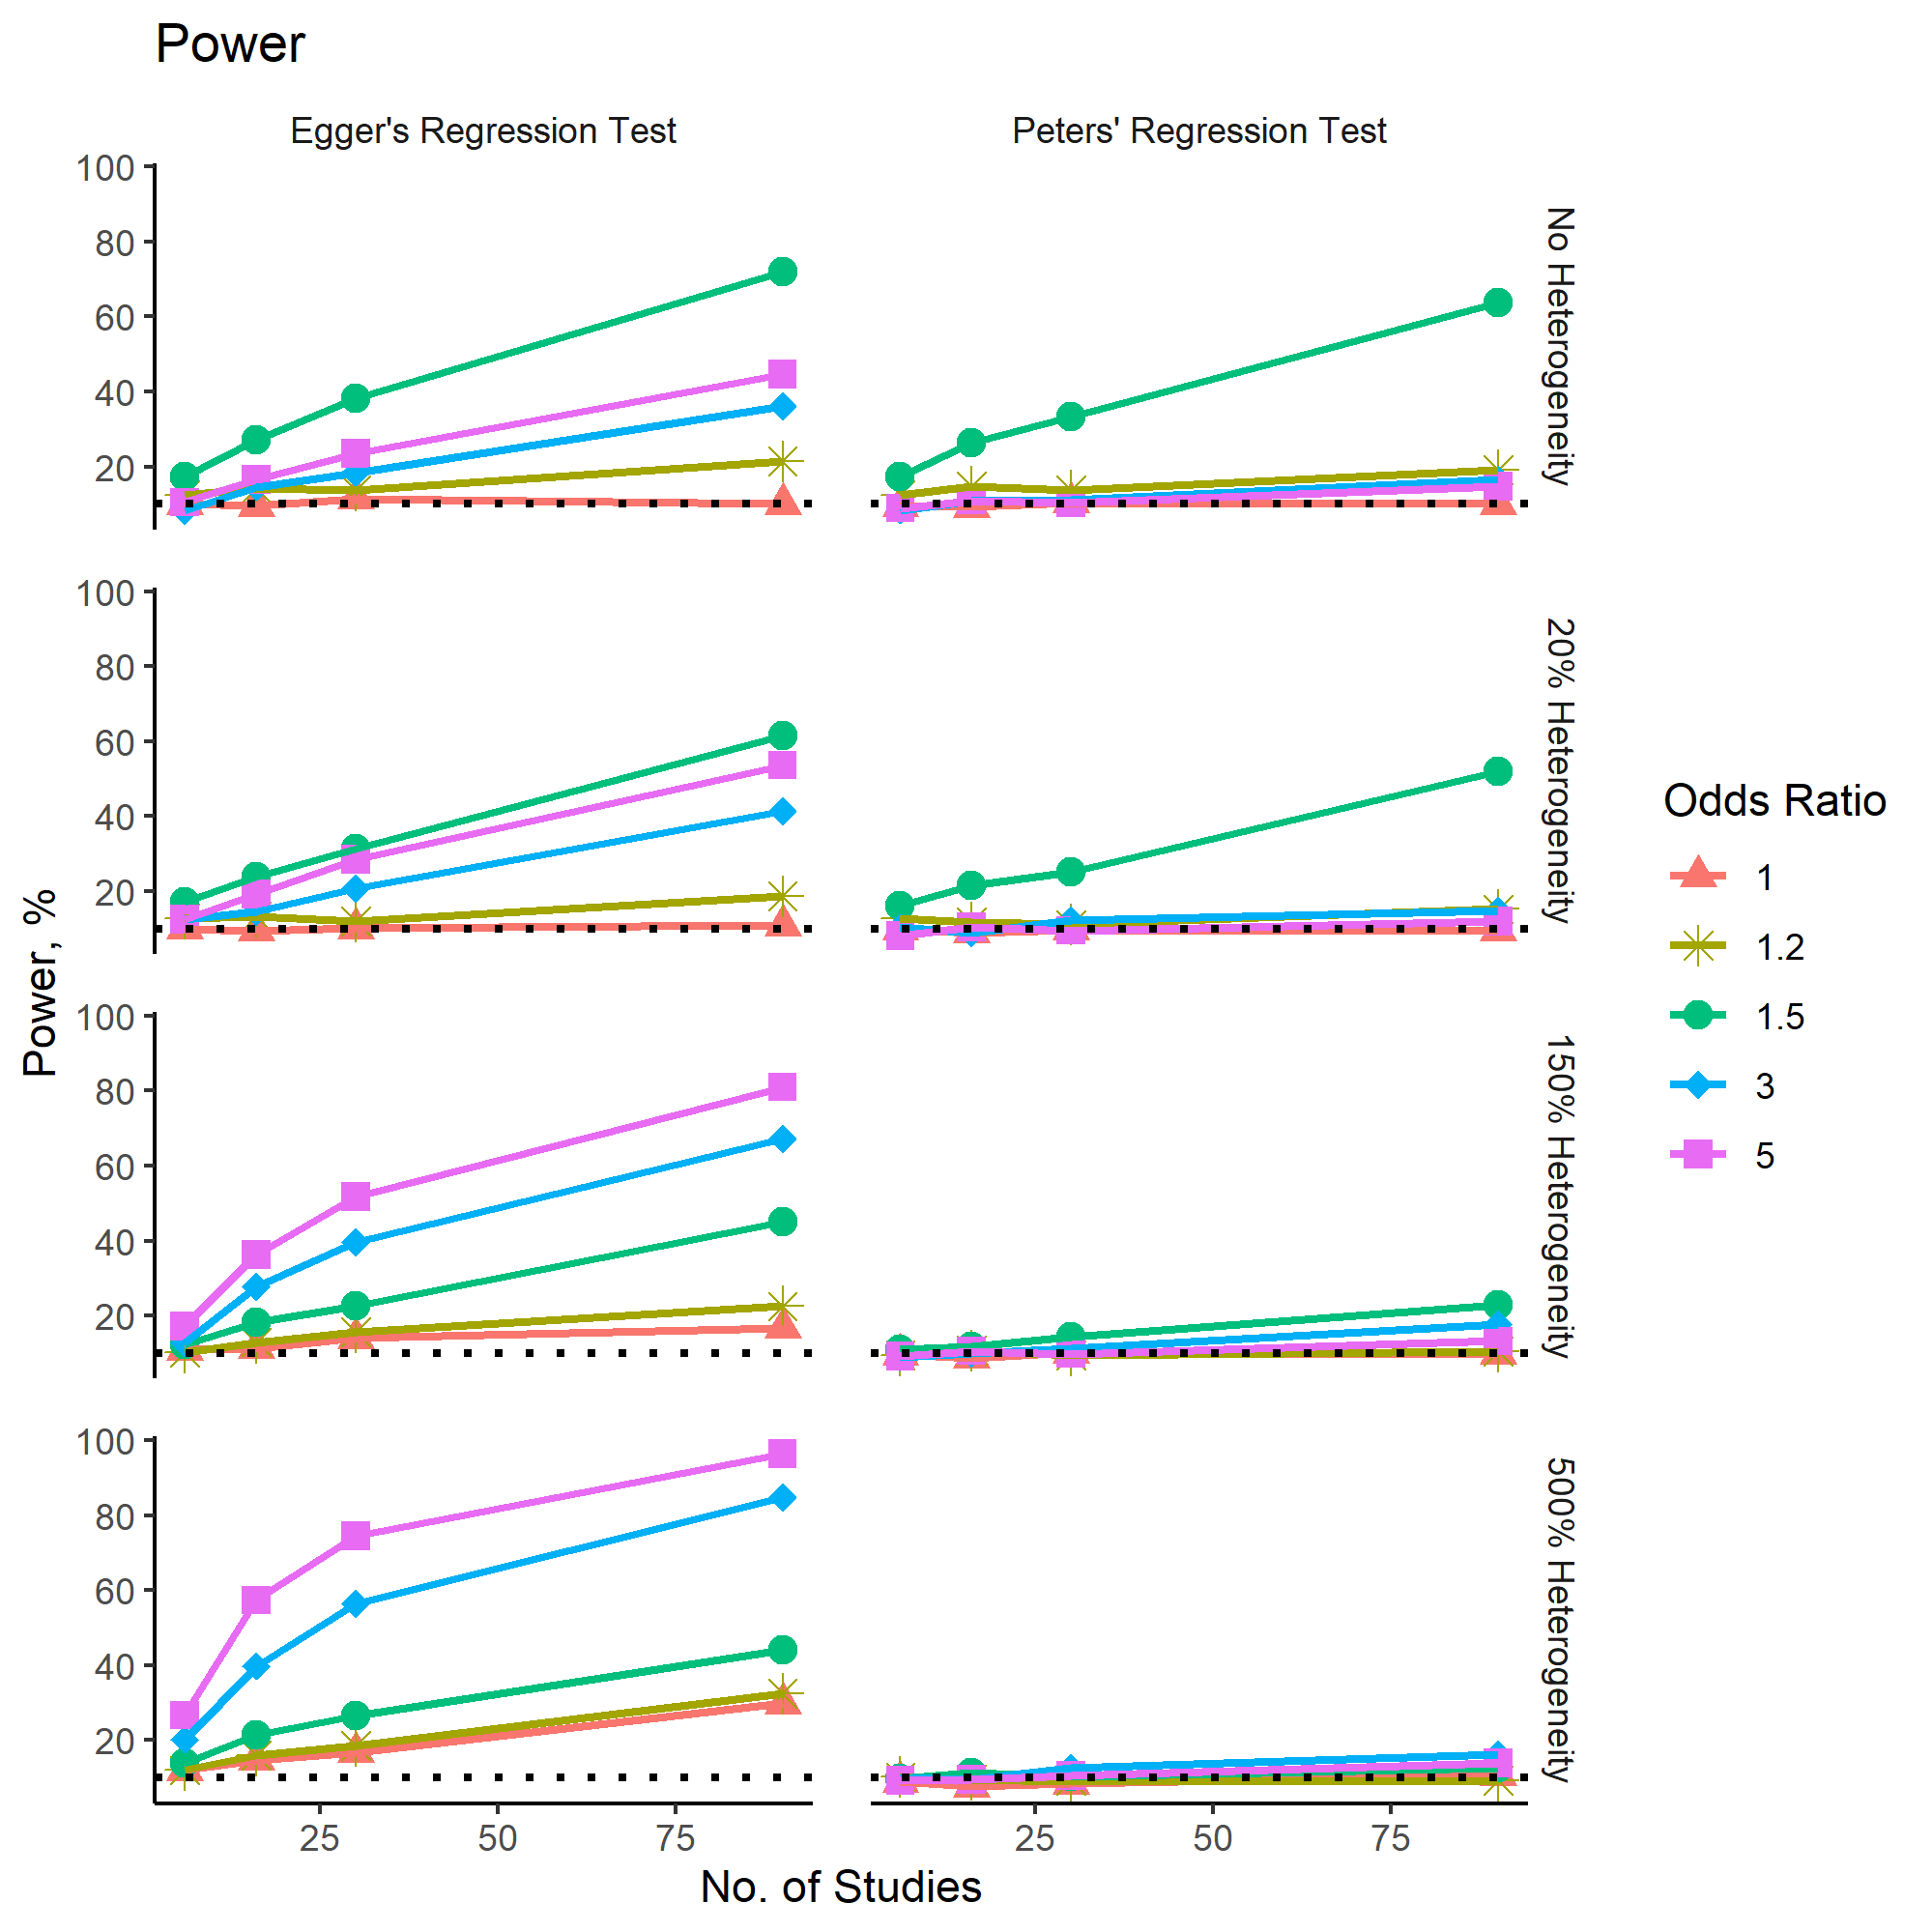 Power
Egger's Regression Test
Peters' Regression Test
100
80
60
40
20
No Heterogeneity
100
80
60
40
20
20% Heterogeneity
100
80
60
40
20
150% Heterogeneity
100
80
60
40
20
500% Heterogeneity
25 50 75
25 50 75
No. of Studies
Power, %
Odds Ratio
1
1.2
1.5
3
5